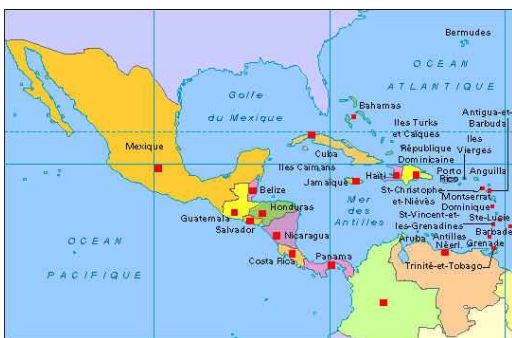 Bermudes
OCEAN
ATLANTIQUE
Golfe
du Mexique
Bahamas
Antigua-et-
Barbuda
Iles Turks
et Caïques
Iles
Vierges
Mexique
Cuba
République
Dominicaine
Iles Caïmans
Porto
Rico
Anguilla
Jamaïque
Haïti
Belize
St-Christophe
et Niévès
Montserrat
Dominique
Mer
des
Antilles
Honduras
Guatemala
St-Vincent-et-
les-Grenadines
Ste-Lucie
Salvador
Nicaragua
Barbade
Aruba
Antilles
Néerl.
Grenade
OCEAN
PACIFIQUE
Costa Rica
Panama
Trinité-et-Tobago